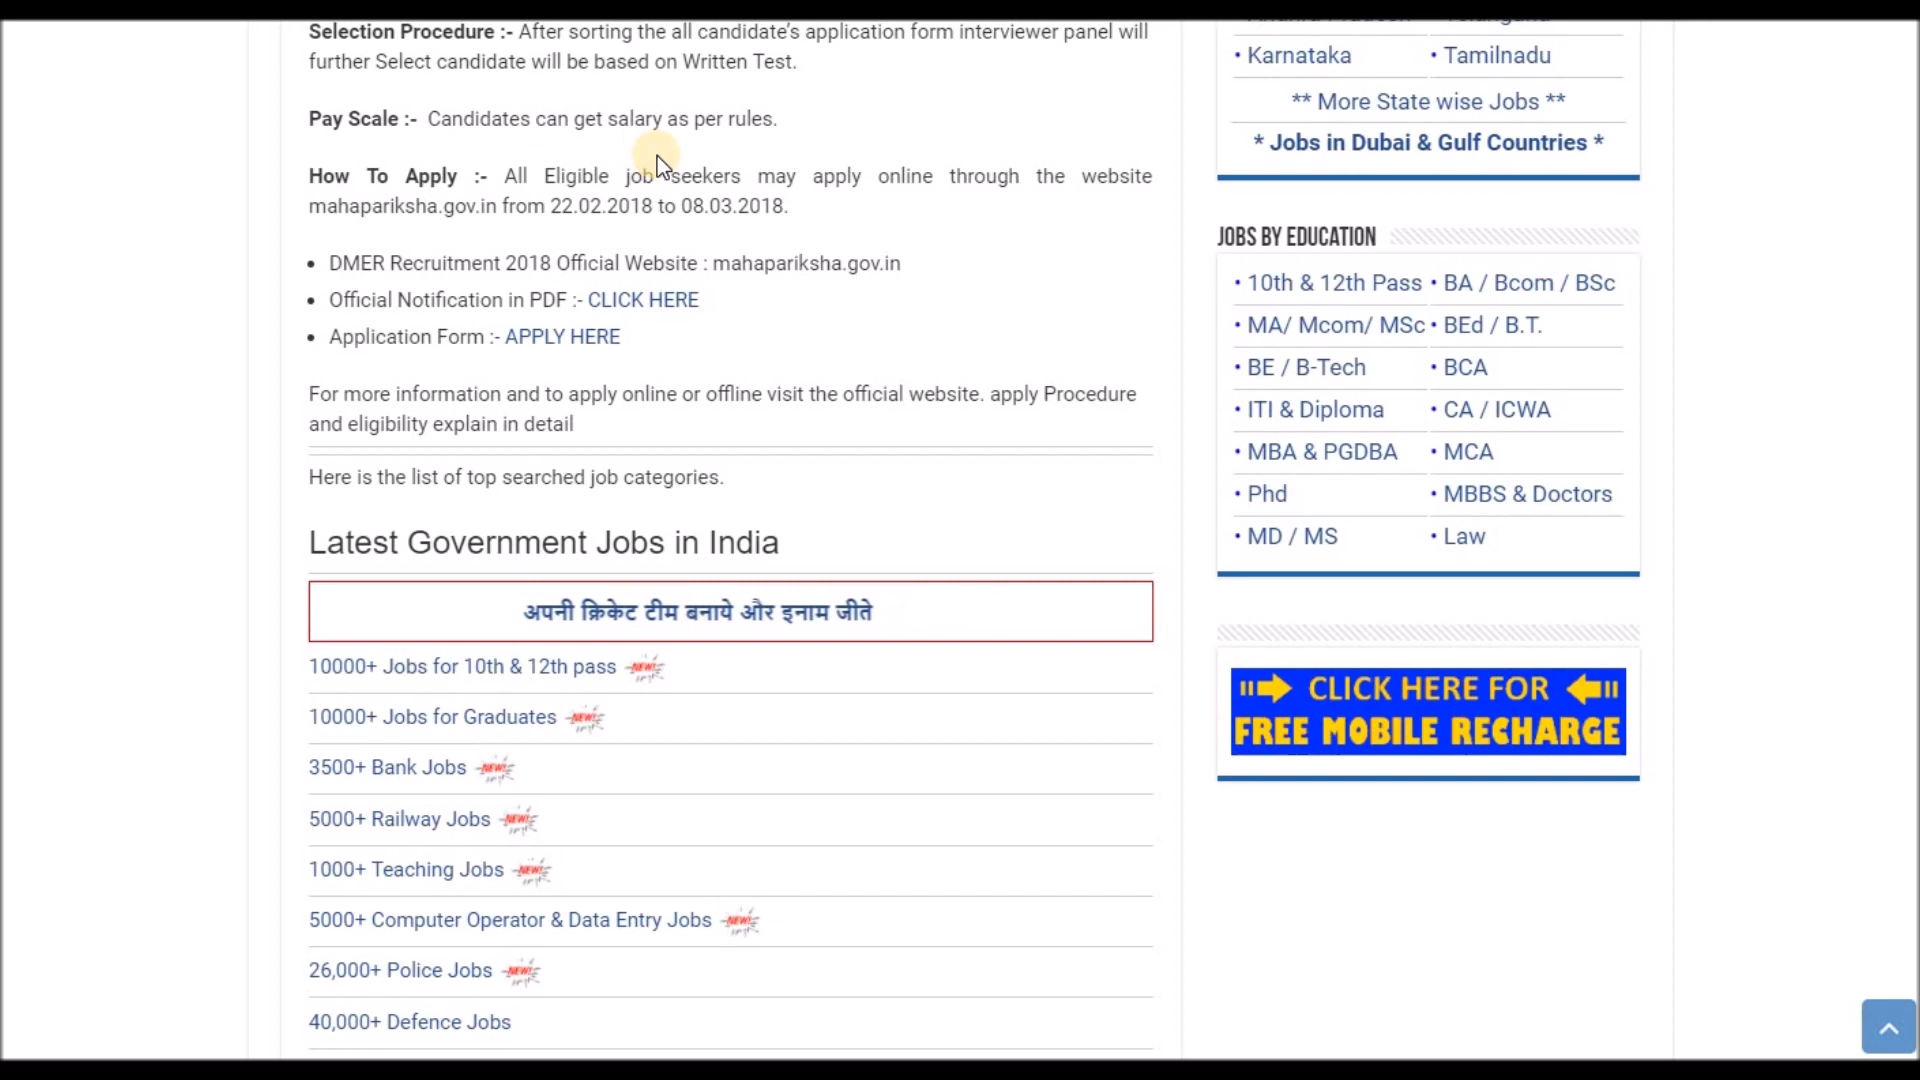 Selection Procedure :- After sorting the all candidate’s application form interviewer panel will
further Select candidate will be based on Written Test.
Pay Scale :- Candidates can get salary as per rules.
How To Apply :- All Eligible job seekers may apply online through the website
mahapariksha.gov.in from 22.02.2018 to 08.03.2018.
• DMER Recruitment 2018 Official Website : mahapariksha.gov.in
• Official Notification in PDF :- CLICK HERE
• Application Form :- APPLY HERE
For more information and to apply online or offline visit the official website. apply Procedure
and eligibility explain in detail
Here is the list of top searched job categories.
Latest Government Jobs in India
अपनी क्रिकेट टीम बनाये और इनाम जीते
10000+ Jobs for 10th & 12th pass NEW!
10000+ Jobs for Graduates NEW!
3500+ Bank Jobs NEW!
5000+ Railway Jobs NEW!
1000+ Teaching Jobs NEW!
5000+ Computer Operator & Data Entry Jobs NEW!
26,000+ Police Jobs NEW!
40,000+ Defence Jobs
• Karnataka • Tamilnadu
** More State wise Jobs **
* Jobs in Dubai & Gulf Countries *
JOBS BY EDUCATION
• 10th & 12th Pass • BA / Bcom / BSc
• MA/ Mcom/ MSc • BEd / B.T.
• BE / B-Tech • BCA
• ITI & Diploma • CA / ICWA
• MBA & PGDBA • MCA
• Phd • MBBS & Doctors
• MD / MS • Law
CLICK HERE FOR
FREE MOBILE RECHARGE